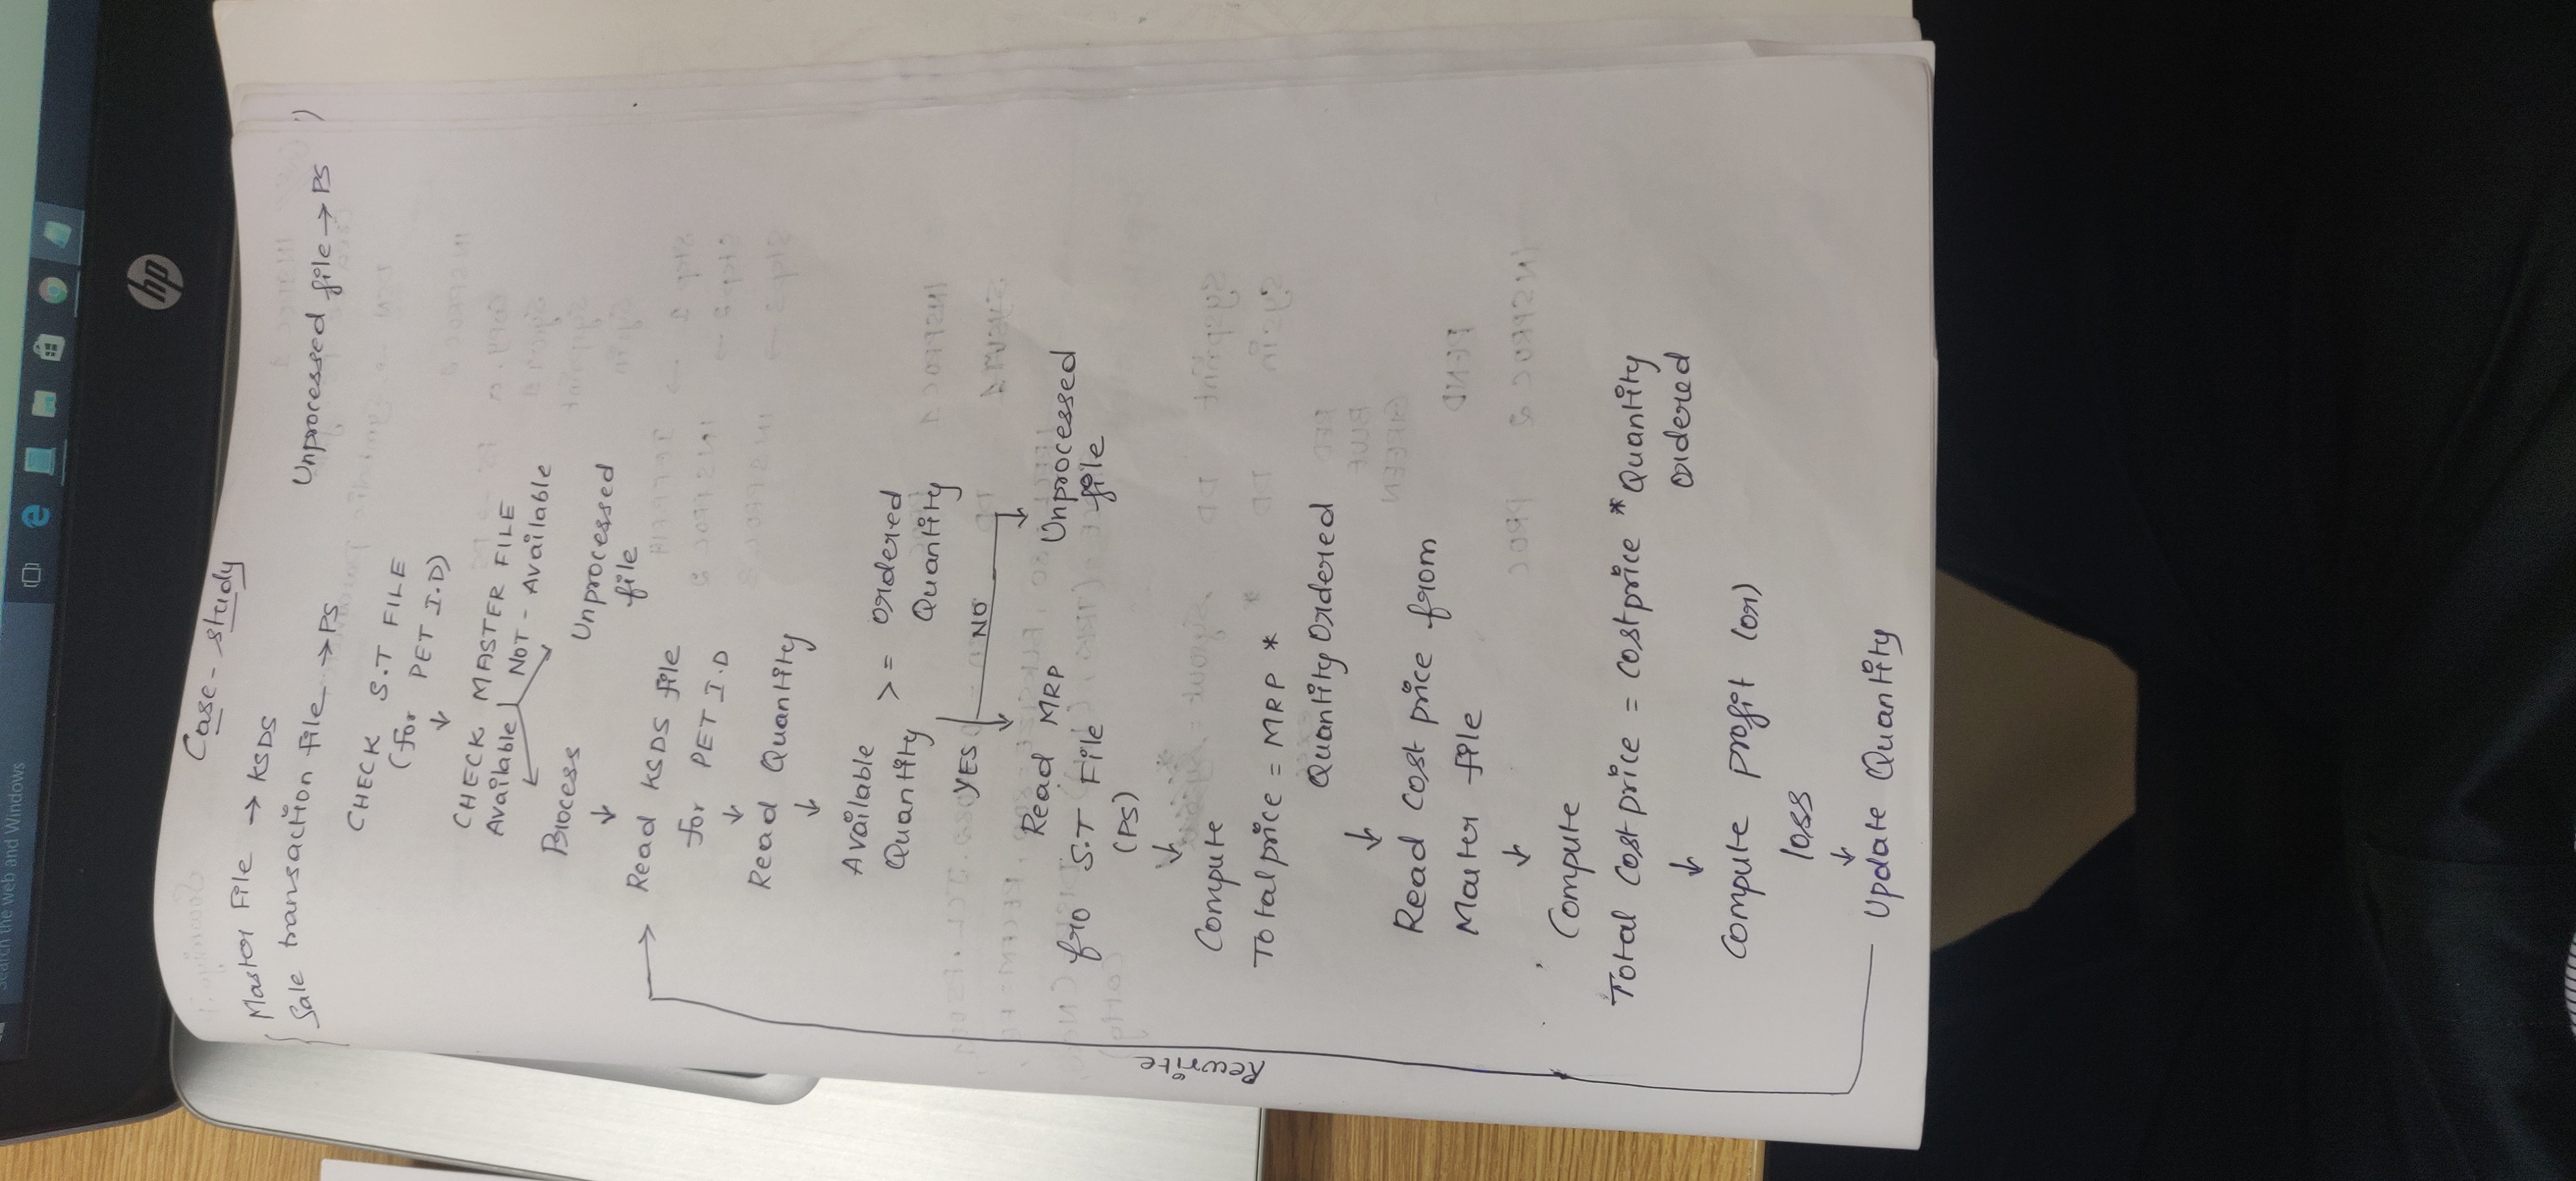 Search the web and Windows
hp
Case-study
Master File → KSDS
Sale transaction file → PS
Unprocessed file → PS
CHECK S.T FILE
(for PET I.D)
↓
CHECK MASTER FILE
Available NOT-Available
Process
Unprocessed
file
↓
Read KSDS file
for PET I.D
↓
Read Quantity
↓
Available
Quantity >= Ordered
Quantity
YES NO
Read MRP
fro S.T File
(PS)
Unprocessed
file
↓
Compute
Total price = MRP *
Quantity Ordered
↓
Read cost price from
Master file
↓
Compute
Total cost price = cost price * Quantity
Ordered
↓
Compute profit (or)
loss
↓
Update Quantity
Rewrite